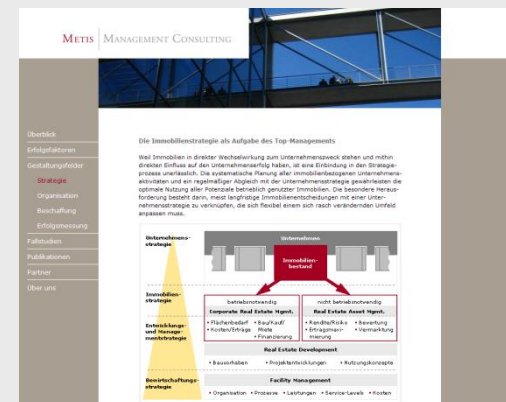 METIS | MANAGEMENT CONSULTING
Überblick
Erfolgsfaktoren
Gestaltungsfelder
Strategie
Organisation
Beschaffung
Erfolgsmessung
Fallstudien
Publikationen
Partner
Über uns
Die Immobilienstrategie als Aufgabe des Top-Managements
Weil Immobilien in direkter Wechselwirkung zum Unternehmenszweck stehen und mithin
direkten Einfluss auf den Unternehmenserfolg haben, ist eine Einbindung in den Strategie-
prozess unerlässlich. Die systematische Planung aller immobilienbezogenen Unternehmens-
aktivitäten und ein regelmäßiger Abgleich mit der Unternehmensstrategie gewährleisten die
optimale Nutzung aller Potenziale betrieblich genutzter Immobilien. Die besondere Heraus-
forderung besteht darin, meist langfristige Immobilienentscheidungen mit einer Unter-
nehmensstrategie zu verknüpfen, die sich flexibel einem sich rasch verändernden Umfeld
anpassen muss.
Unternehmens-
strategie
Unternehmen
Immobilien-
bestand
Immobilien-
strategie
betriebsnotwendig
nicht betriebsnotwendig
Corporate Real Estate Mgmt.
Real Estate Asset Mgmt.
Entwicklungs-
und Manage-
mentstrategie
• Flächenbedarf • Bau/Kauf/
• Kosten/Erträge Miete
• Finanzierung
• Rendite/Risiko • Bewertung
• Ertragsmaxi- • Vermarktung
mierung
Real Estate Development
• Bauvorhaben • Projektentwicklungen • Nutzungskonzepte
Bewirtschaftungs-
strategie
Facility Management
• Organisation • Prozesse • Leistungen • Service-Levels • Kosten